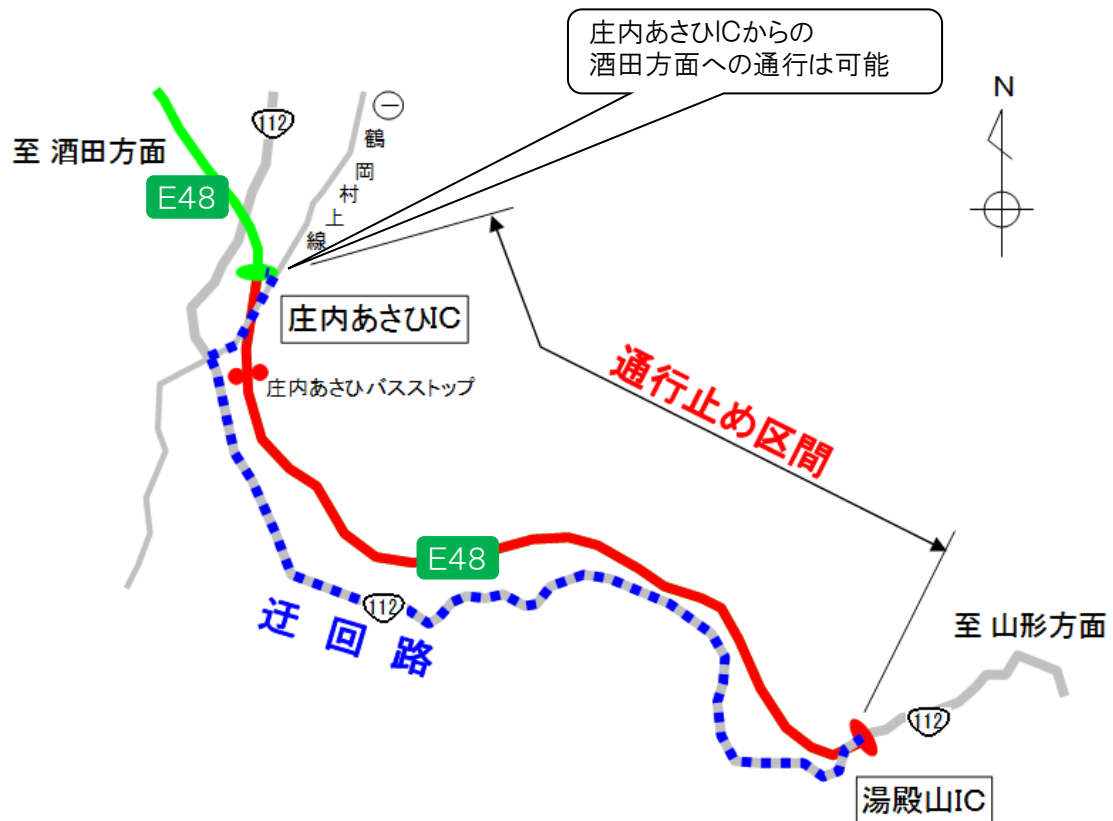 庄内あさひICからの
酒田方面への通行は可能
N
112
㊀鶴岡村上線
至 酒田方面
E48
庄内あさひIC
庄内あさひバスストップ
通行止め区間
E48
112
迂回路
至 山形方面
112
湯殿山IC